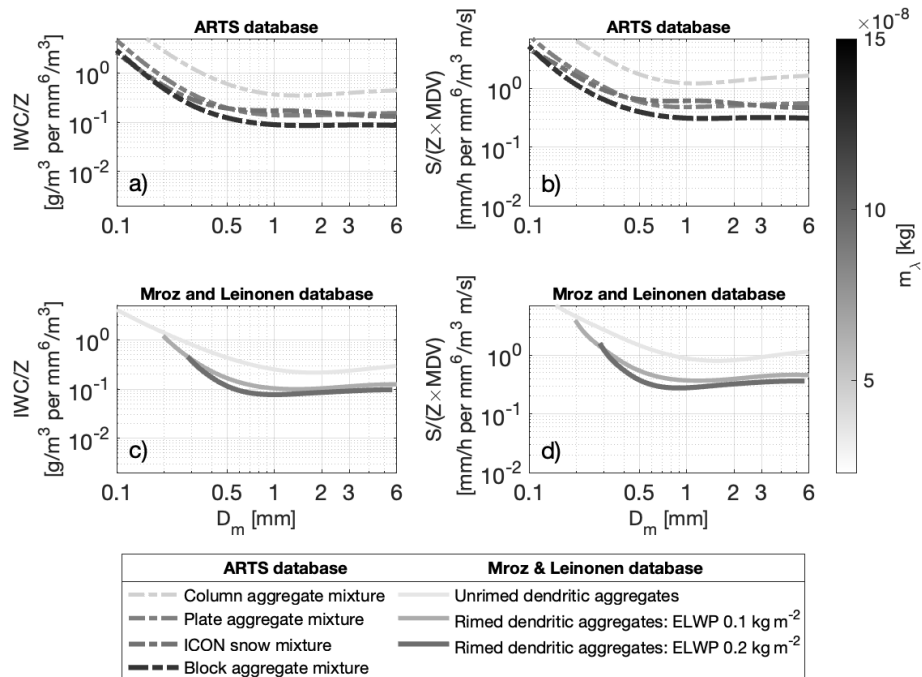 ARTS database
IWC/Z
[g/m³ per mm⁶/m³]
10⁰
10⁻¹
10⁻²
a)
0.1 0.5 1 2 3 6
ARTS database
S/(Z×MDV)
[mm/h per mm⁶/m³ m/s]
10⁰
10⁻¹
10⁻²
b)
0.1 0.5 1 2 3 6
×10⁻⁸
15
10
5
m_λ [kg]
Mroz and Leinonen database
IWC/Z
[g/m³ per mm⁶/m³]
10⁰
10⁻¹
10⁻²
c)
0.1 0.5 1 2 3 6
D_m [mm]
Mroz and Leinonen database
S/(Z×MDV)
[mm/h per mm⁶/m³ m/s]
10⁰
10⁻¹
10⁻²
d)
0.1 0.5 1 2 3 6
D_m [mm]
ARTS database
Column aggregate mixture
Plate aggregate mixture
ICON snow mixture
Block aggregate mixture
Mroz & Leinonen database
Unrimed dendritic aggregates
Rimed dendritic aggregates: ELWP 0.1 kg m⁻²
Rimed dendritic aggregates: ELWP 0.2 kg m⁻²